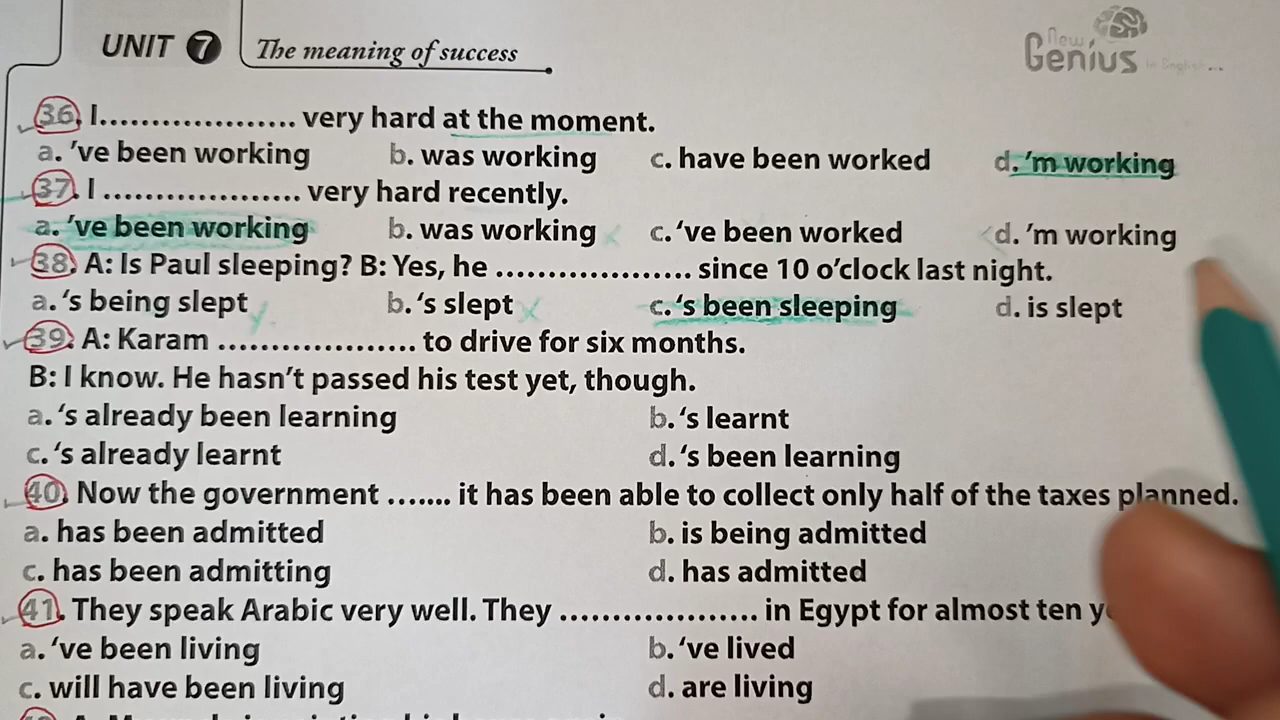 UNIT 7 The meaning of success
New
Genius
in English...
36. I.................... very hard at the moment.
a. 've been working b. was working c. have been worked d. 'm working
37. I .................... very hard recently.
a. 've been working b. was working c. 've been worked d. 'm working
38. A: Is Paul sleeping? B: Yes, he .................... since 10 o'clock last night.
a. 's being slept b. 's slept c. 's been sleeping d. is slept
39. A: Karam .................... to drive for six months.
B: I know. He hasn't passed his test yet, though.
a. 's already been learning b. 's learnt
c. 's already learnt d. 's been learning
40. Now the government ....... it has been able to collect only half of the taxes planned.
a. has been admitted b. is being admitted
c. has been admitting d. has admitted
41. They speak Arabic very well. They .................... in Egypt for almost ten
a. 've been living b. 've lived
c. will have been living d. are living